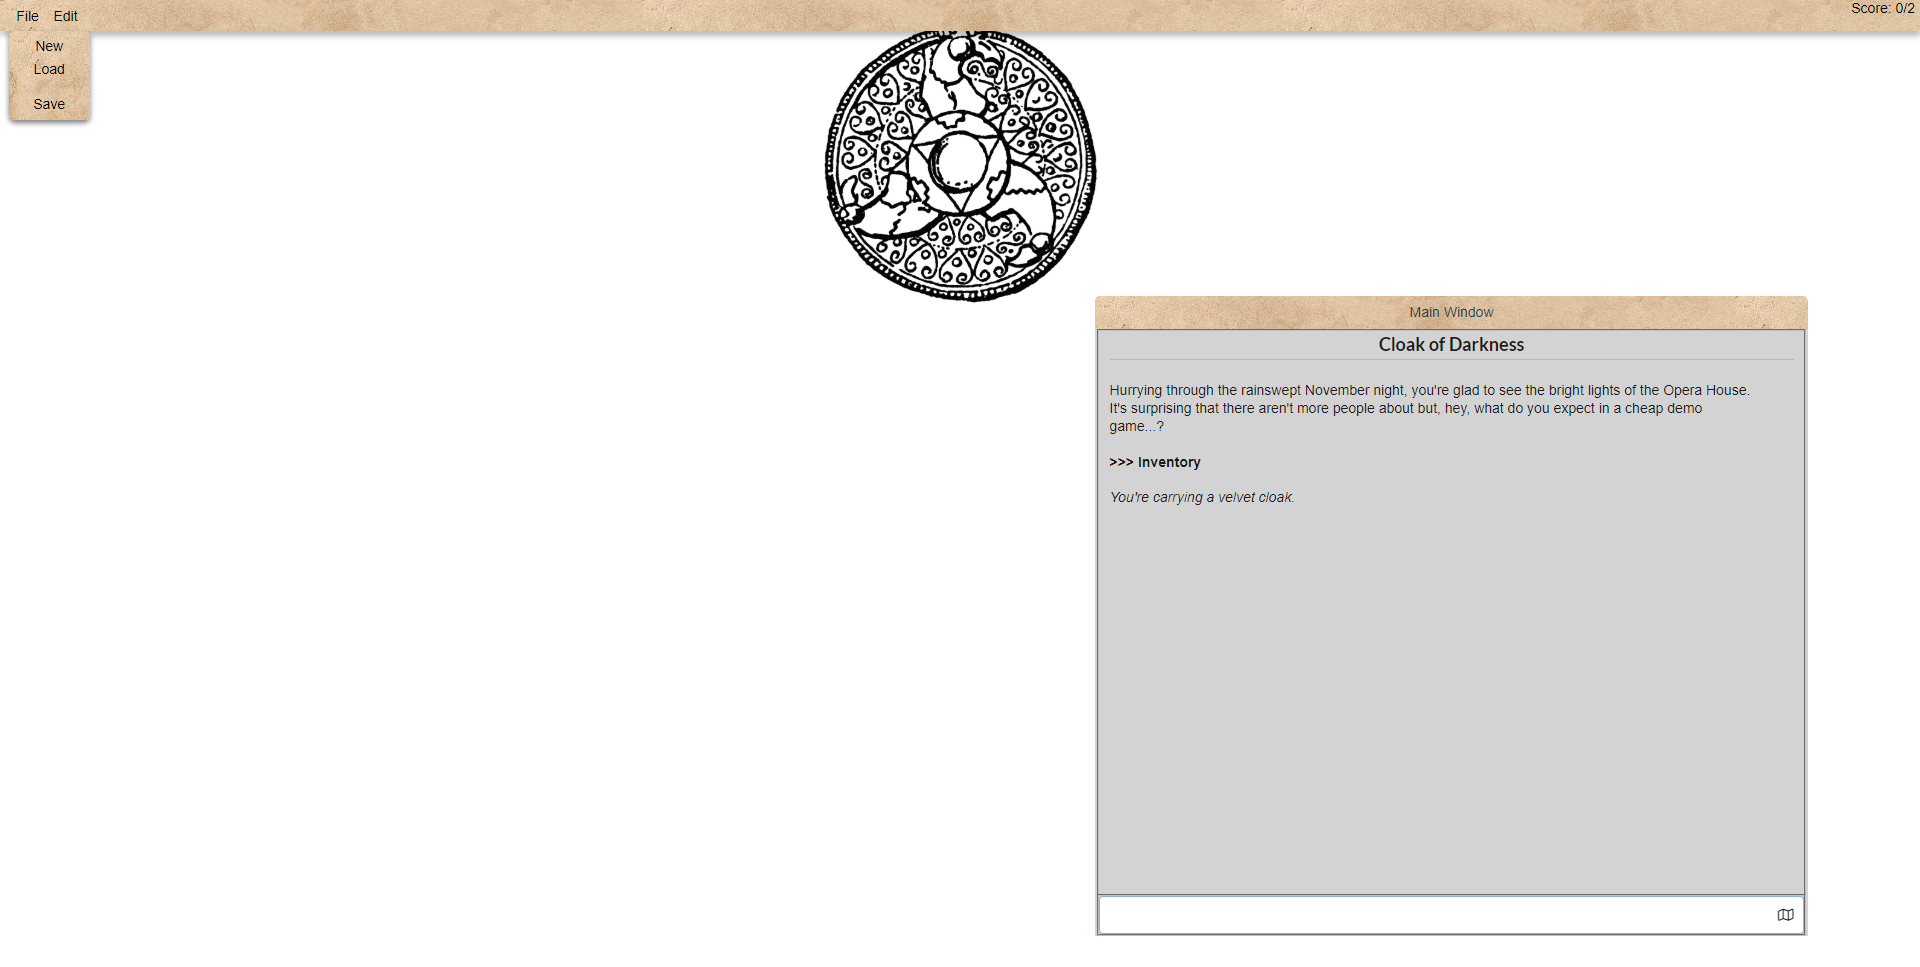 File Edit
Score: 0/2
New
Load
Save
Main Window
Cloak of Darkness
Hurrying through the rainswept November night, you're glad to see the bright lights of the Opera House.
It's surprising that there aren't more people about but, hey, what do you expect in a cheap demo
game...?
>>> Inventory
You're carrying a velvet cloak.